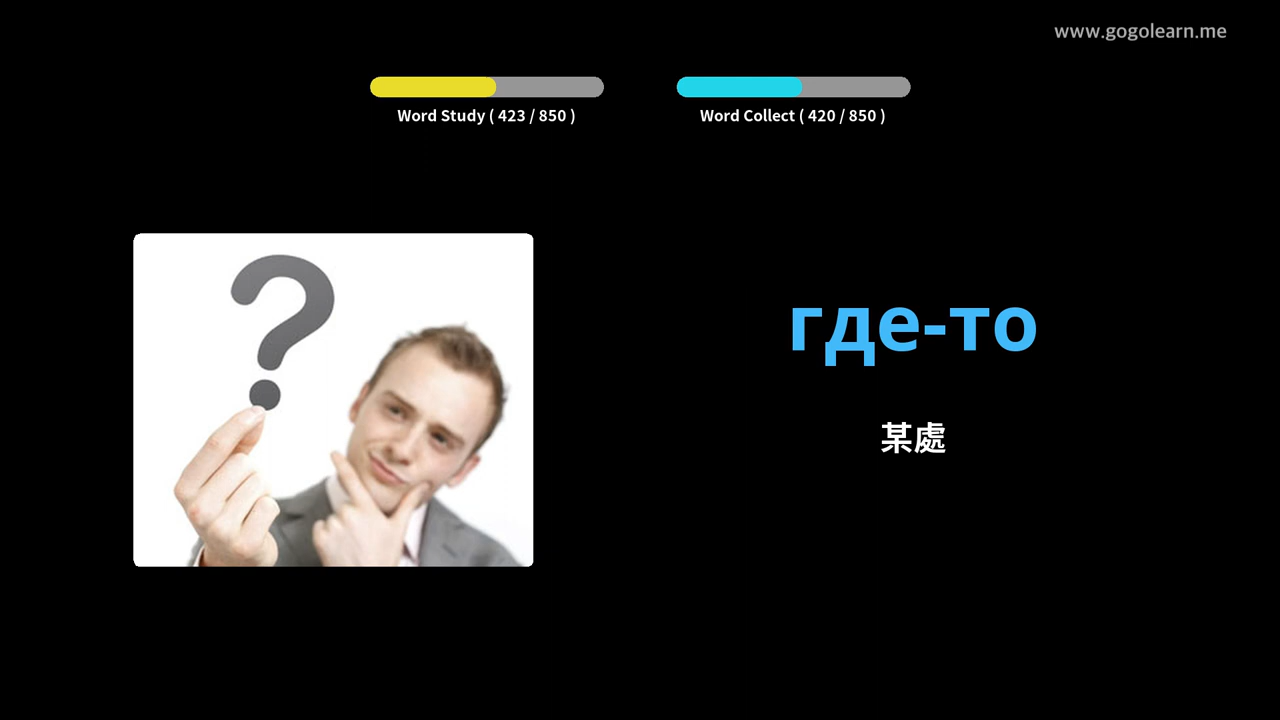 www.gogolearn.me
Word Study ( 423 / 850 )
Word Collect ( 420 / 850 )
?
где-то
某處